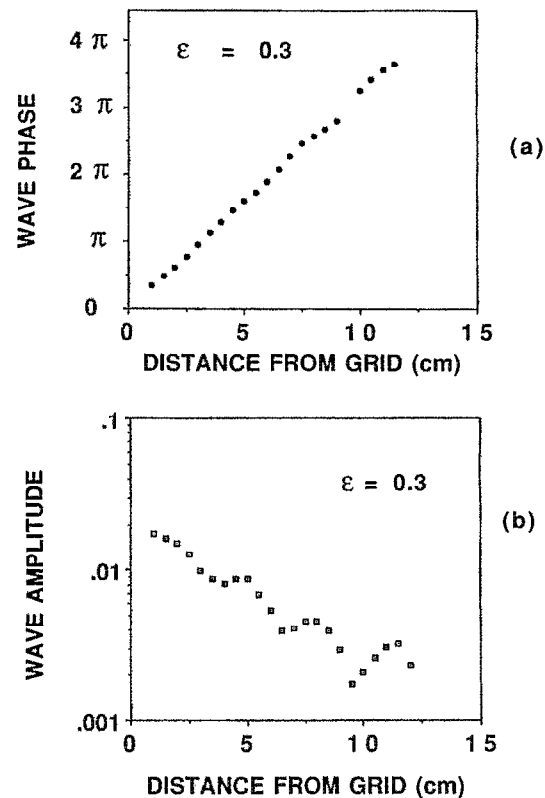 4 π
ε = 0.3
3 π
2 π
π
0
WAVE PHASE
(a)
0 5 10 15
DISTANCE FROM GRID (cm)
.1
ε = 0.3
.01
.001
WAVE AMPLITUDE
(b)
0 5 10 15
DISTANCE FROM GRID (cm)